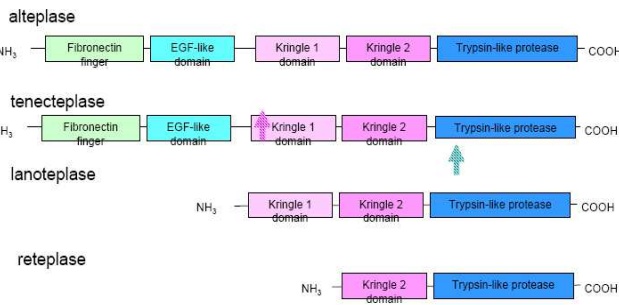 alteplase
NH3 Fibronectin finger EGF-like domain Kringle 1 domain Kringle 2 domain Trypsin-like protease COOH
tenecteplase
H3 Fibronectin finger EGF-like domain Kringle 1 domain Kringle 2 domain Trypsin-like protease COOH
lanoteplase
NH3 Kringle 1 domain Kringle 2 domain Trypsin-like protease COOH
reteplase
NH3 Kringle 2 domain Trypsin-like protease COOH